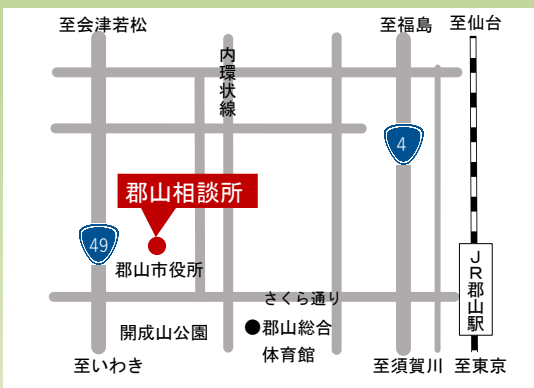 至会津若松
至福島
至仙台
内環状線
4
郡山相談所
49
郡山市役所
JR郡山駅
さくら通り
開成山公園
●郡山総合
体育館
至いわき
至須賀川
至東京